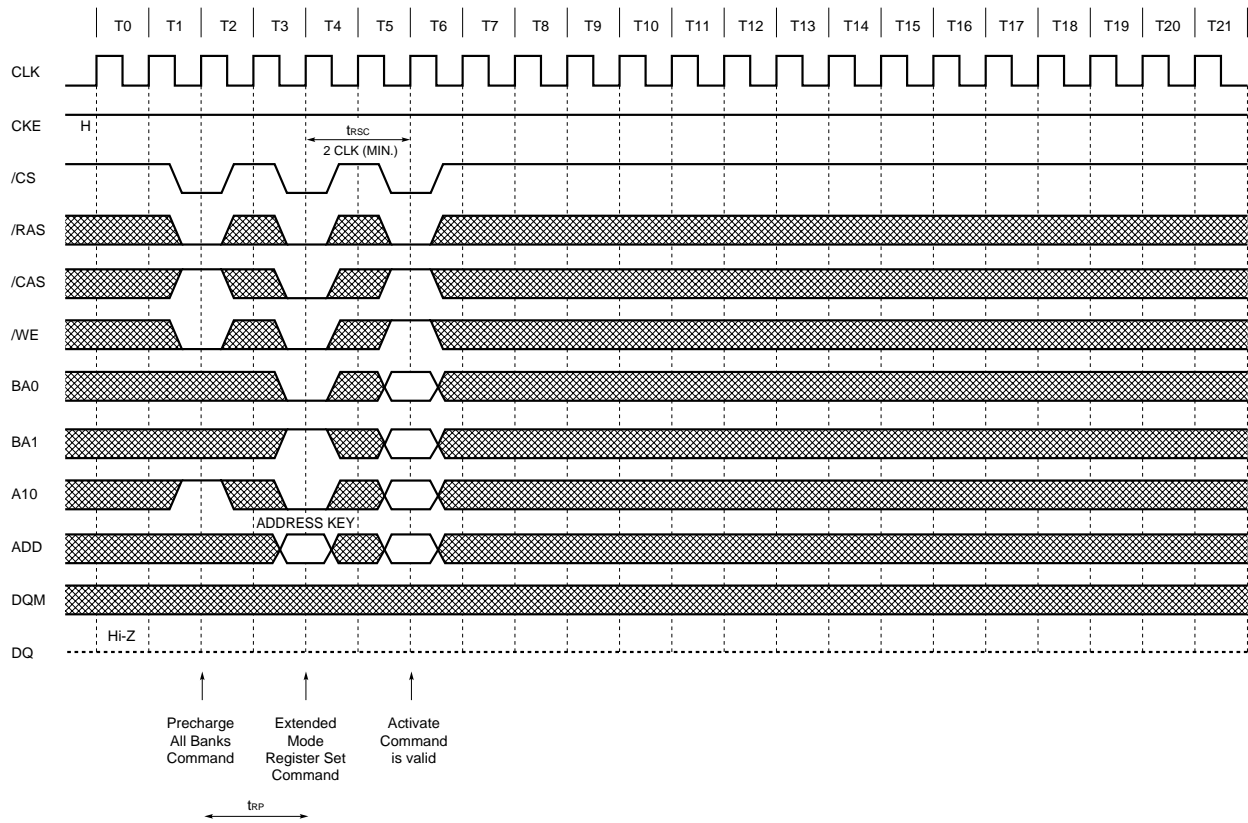 T0 T1 T2 T3 T4 T5 T6 T7 T8 T9 T10 T11 T12 T13 T14 T15 T16 T17 T18 T19 T20 T21
CLK
CKE H
tRSC
2 CLK (MIN.)
/CS
/RAS
/CAS
/WE
BA0
BA1
A10
ADDRESS KEY
ADD
DQM
Hi-Z
DQ
Precharge
All Banks
Command
Extended
Mode
Register Set
Command
Activate
Command
is valid
tRP